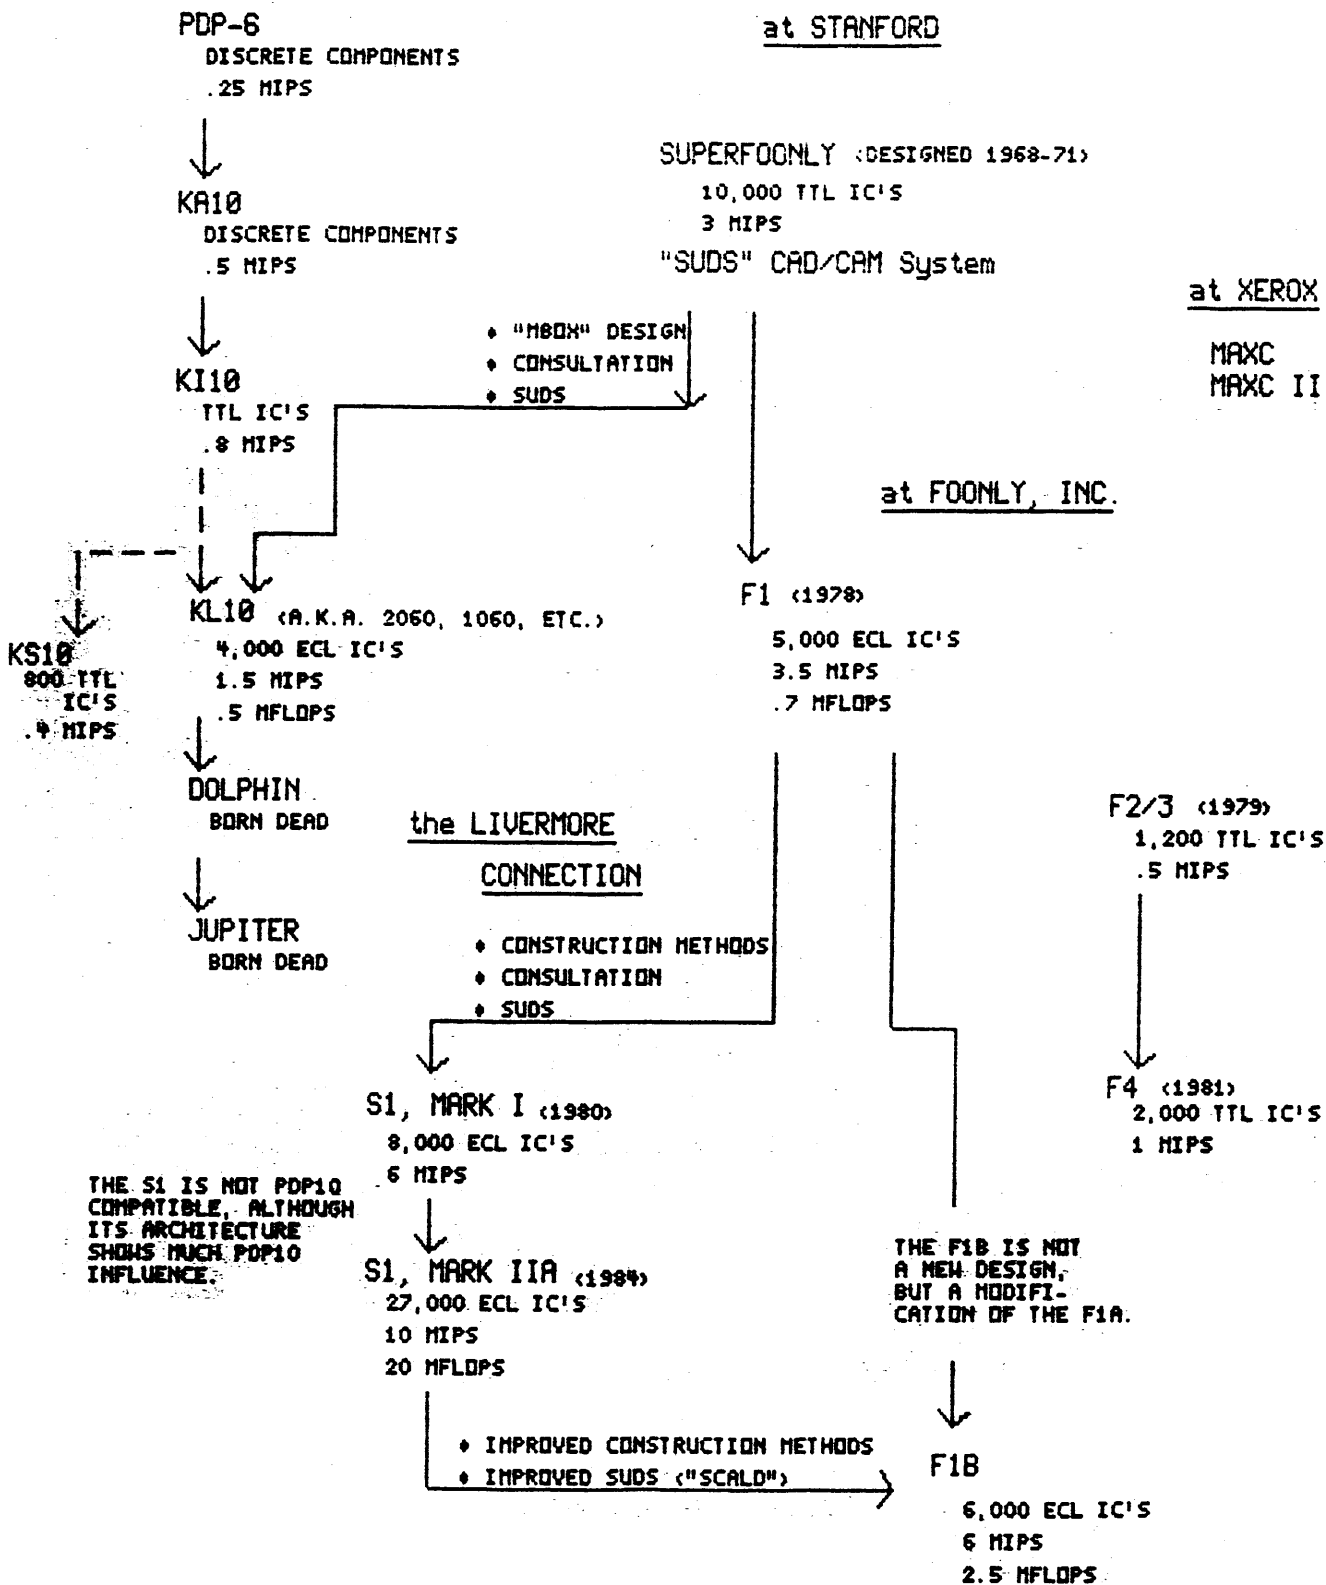 PDP-6
DISCRETE COMPONENTS
.25 MIPS
at STANFORD
SUPERFOONLY (DESIGNED 1968-71)
10,000 TTL IC'S
3 MIPS
"SUDS" CAD/CAM System
KA10
DISCRETE COMPONENTS
.5 MIPS
at XEROX
MAXC
MAXC II
• "MBOX" DESIGN
• CONSULTATION
• SUDS
KI10
TTL IC'S
.8 MIPS
at FOONLY, INC.
KL10 (A.K.A. 2060, 1060, ETC.)
4,000 ECL IC'S
1.5 MIPS
.5 MFLOPS
KS10
800 TTL
IC'S
.4 MIPS
F1 (1978)
5,000 ECL IC'S
3.5 MIPS
.7 MFLOPS
DOLPHIN
BORN DEAD
JUPITER
BORN DEAD
the LIVERMORE
CONNECTION
• CONSTRUCTION METHODS
• CONSULTATION
• SUDS
F2/3 (1979)
1,200 TTL IC'S
.5 MIPS
F4 (1981)
2,000 TTL IC'S
1 MIPS
S1, MARK I (1980)
8,000 ECL IC'S
6 MIPS
THE S1 IS NOT PDP10
COMPATIBLE, ALTHOUGH
ITS ARCHITECTURE
SHOWS MUCH PDP10
INFLUENCE.
S1, MARK IIA (1984)
27,000 ECL IC'S
10 MIPS
20 MFLOPS
THE F1B IS NOT
A NEW DESIGN,
BUT A MODIFI-
CATION OF THE F1A.
• IMPROVED CONSTRUCTION METHODS
• IMPROVED SUDS ("SCALD")
F1B
6,000 ECL IC'S
6 MIPS
2.5 MFLOPS